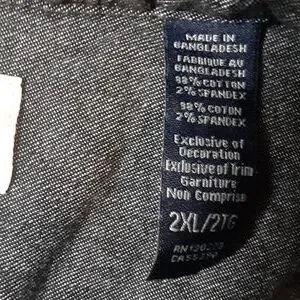 MADE IN
BANGLADESH
FABRIQUE AU
BANGLADESH
98% COTTON
2% SPANDEX
98% COTON
2% SPANDEX
Exclusive of
Decoration
Exclusive of Trim
Garniture
Non Comprise
2XL/2TG